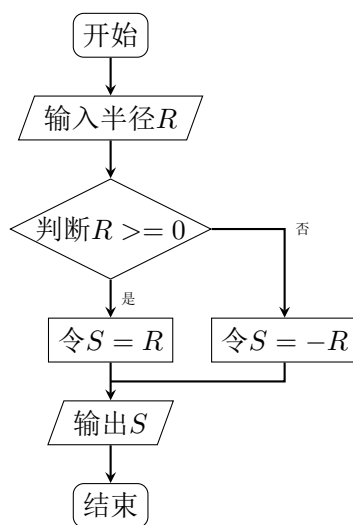 开始
输入半径R
判断R >= 0
否
是
令S = R
令S = −R
输出S
结束